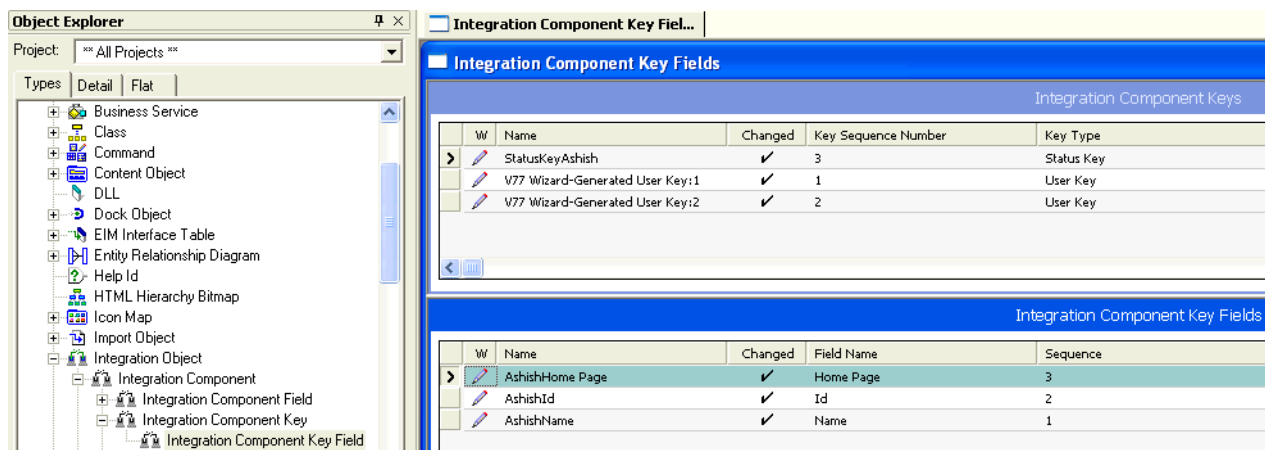 Object Explorer
Project: ** All Projects **
Types Detail Flat
Business Service
Class
Command
Content Object
DLL
Dock Object
EIM Interface Table
Entity Relationship Diagram
Help Id
HTML Hierarchy Bitmap
Icon Map
Import Object
Integration Object
Integration Component
Integration Component Field
Integration Component Key
Integration Component Key Field
Integration Component Key Fiel...
Integration Component Key Fields
Integration Component Keys
W Name Changed Key Sequence Number Key Type
StatusKeyAshish 3 Status Key
V77 Wizard-Generated User Key:1 1 User Key
V77 Wizard-Generated User Key:2 2 User Key
Integration Component Key Fields
W Name Changed Field Name Sequence
AshishHome Page Home Page 3
AshishId Id 2
AshishName Name 1